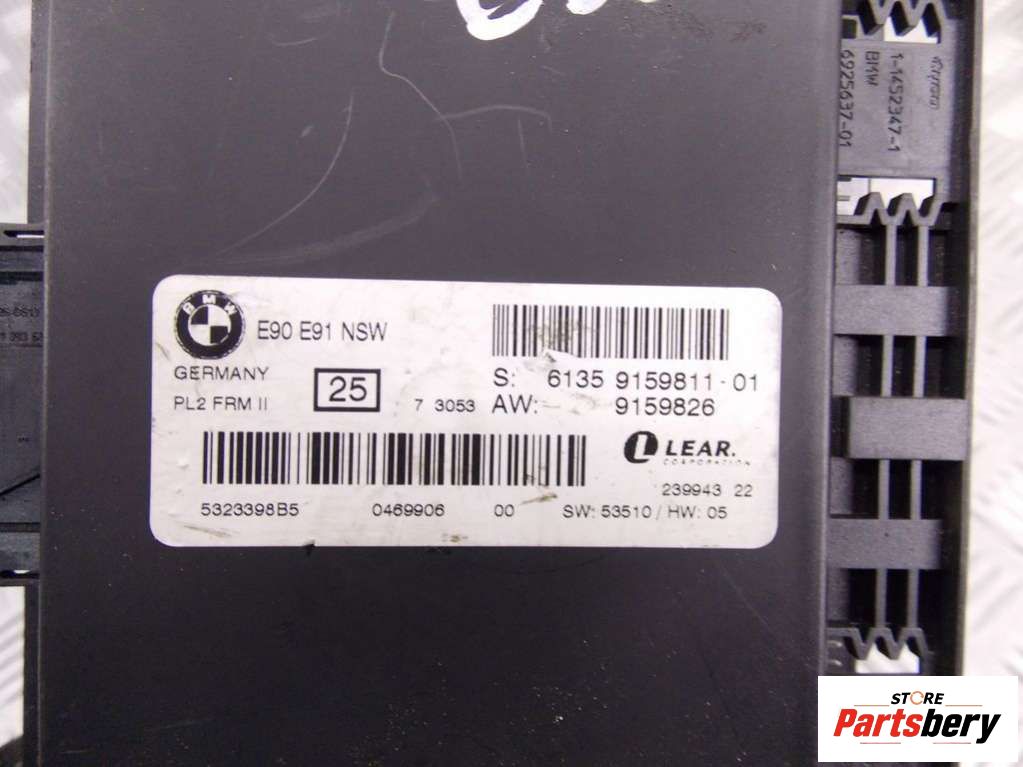 1-1452347-1
BMW
6925637-01
BMW
E90 E91 NSW
GERMANY
PL2 FRM II
25
7 3053
S: 6135 9159811-01
AW: 9159826
LEAR.
CORPORATION
239943 22
5323398B5 0469906 00 SW: 53510 / HW: 05
STORE
Partsbery